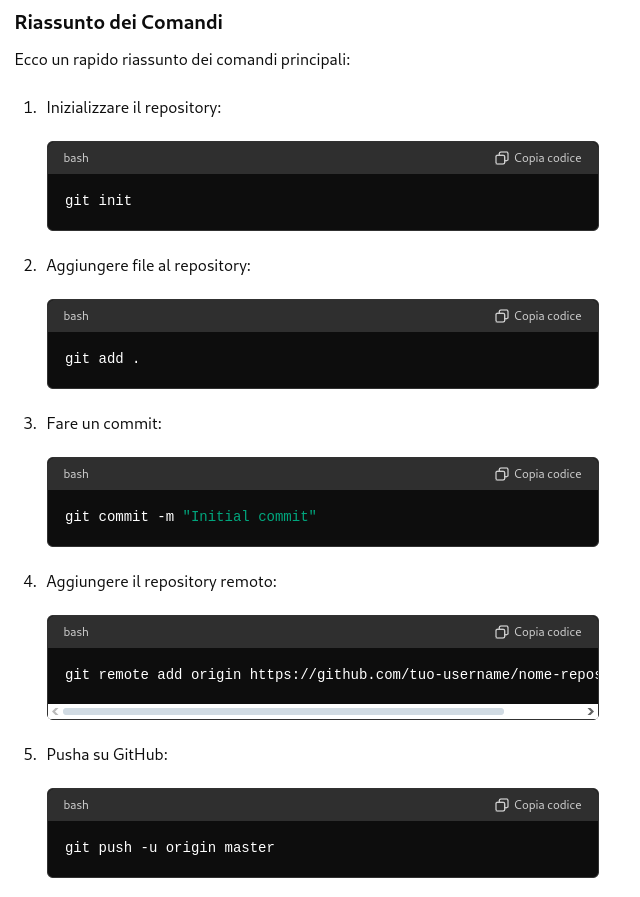 Riassunto dei Comandi
Ecco un rapido riassunto dei comandi principali:
1. Inizializzare il repository:
bash Copia codice
git init
2. Aggiungere file al repository:
bash Copia codice
git add .
3. Fare un commit:
bash Copia codice
git commit -m "Initial commit"
4. Aggiungere il repository remoto:
bash Copia codice
git remote add origin https://github.com/tuo-username/nome-repos
5. Pusha su GitHub:
bash Copia codice
git push -u origin master